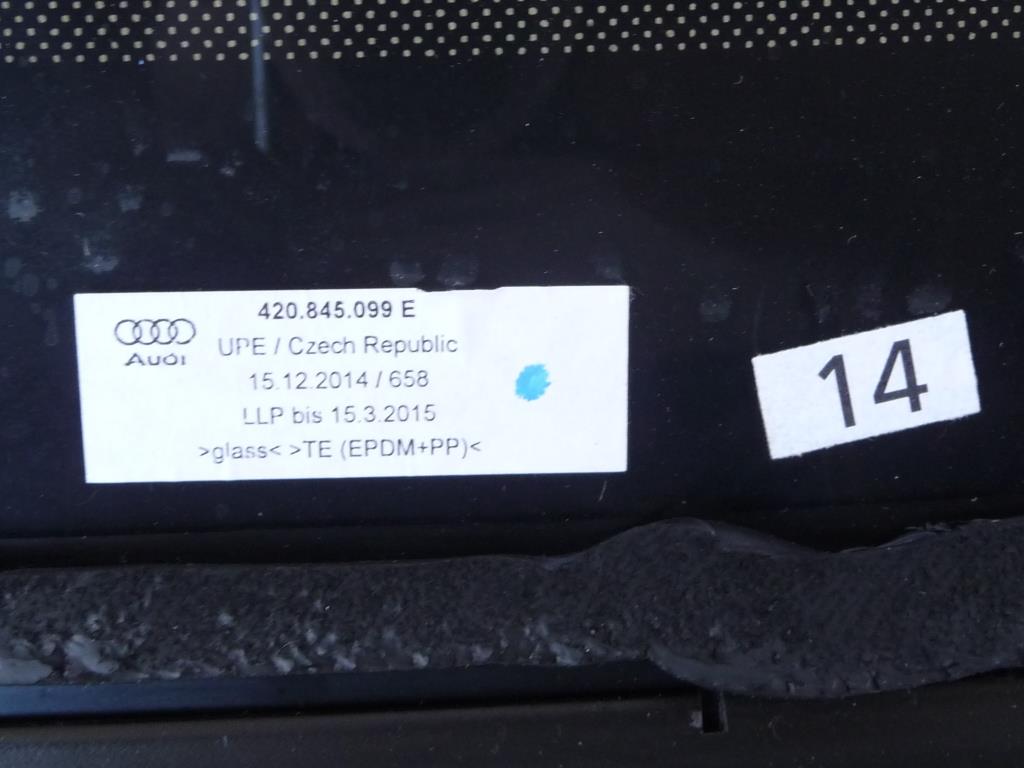 420.845.099 E
Audi
UPE / Czech Republic
15.12.2014 / 658
LLP bis 15.3.2015
>glass< >TE (EPDM+PP)<
14